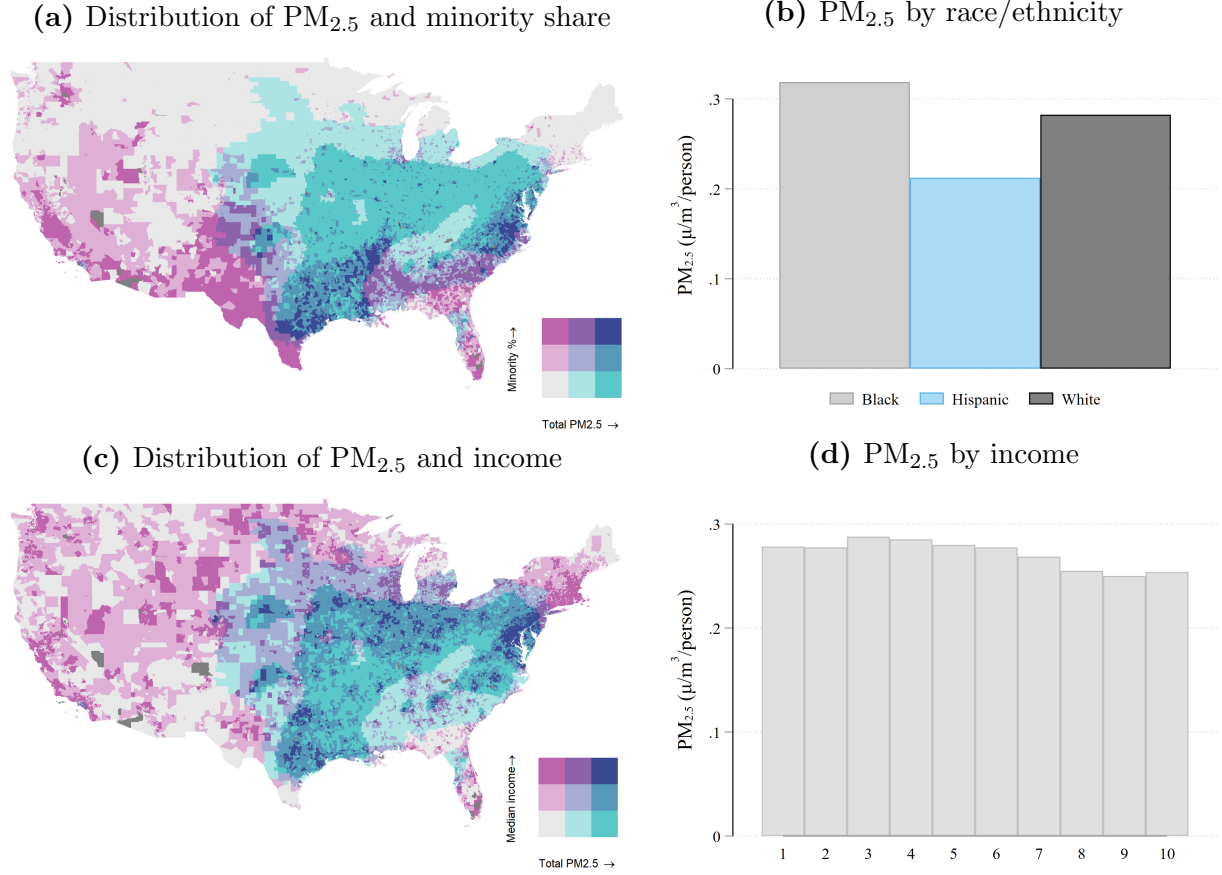 (a) Distribution of PM2.5 and minority share
Minority %→
Total PM2.5 →
(b) PM2.5 by race/ethnicity
PM2.5 (μ/m3/person)
.3
.2
.1
0
Black Hispanic White
(c) Distribution of PM2.5 and income
Median income→
Total PM2.5 →
(d) PM2.5 by income
PM2.5 (μ/m3/person)
.3
.2
.1
0
1 2 3 4 5 6 7 8 9 10